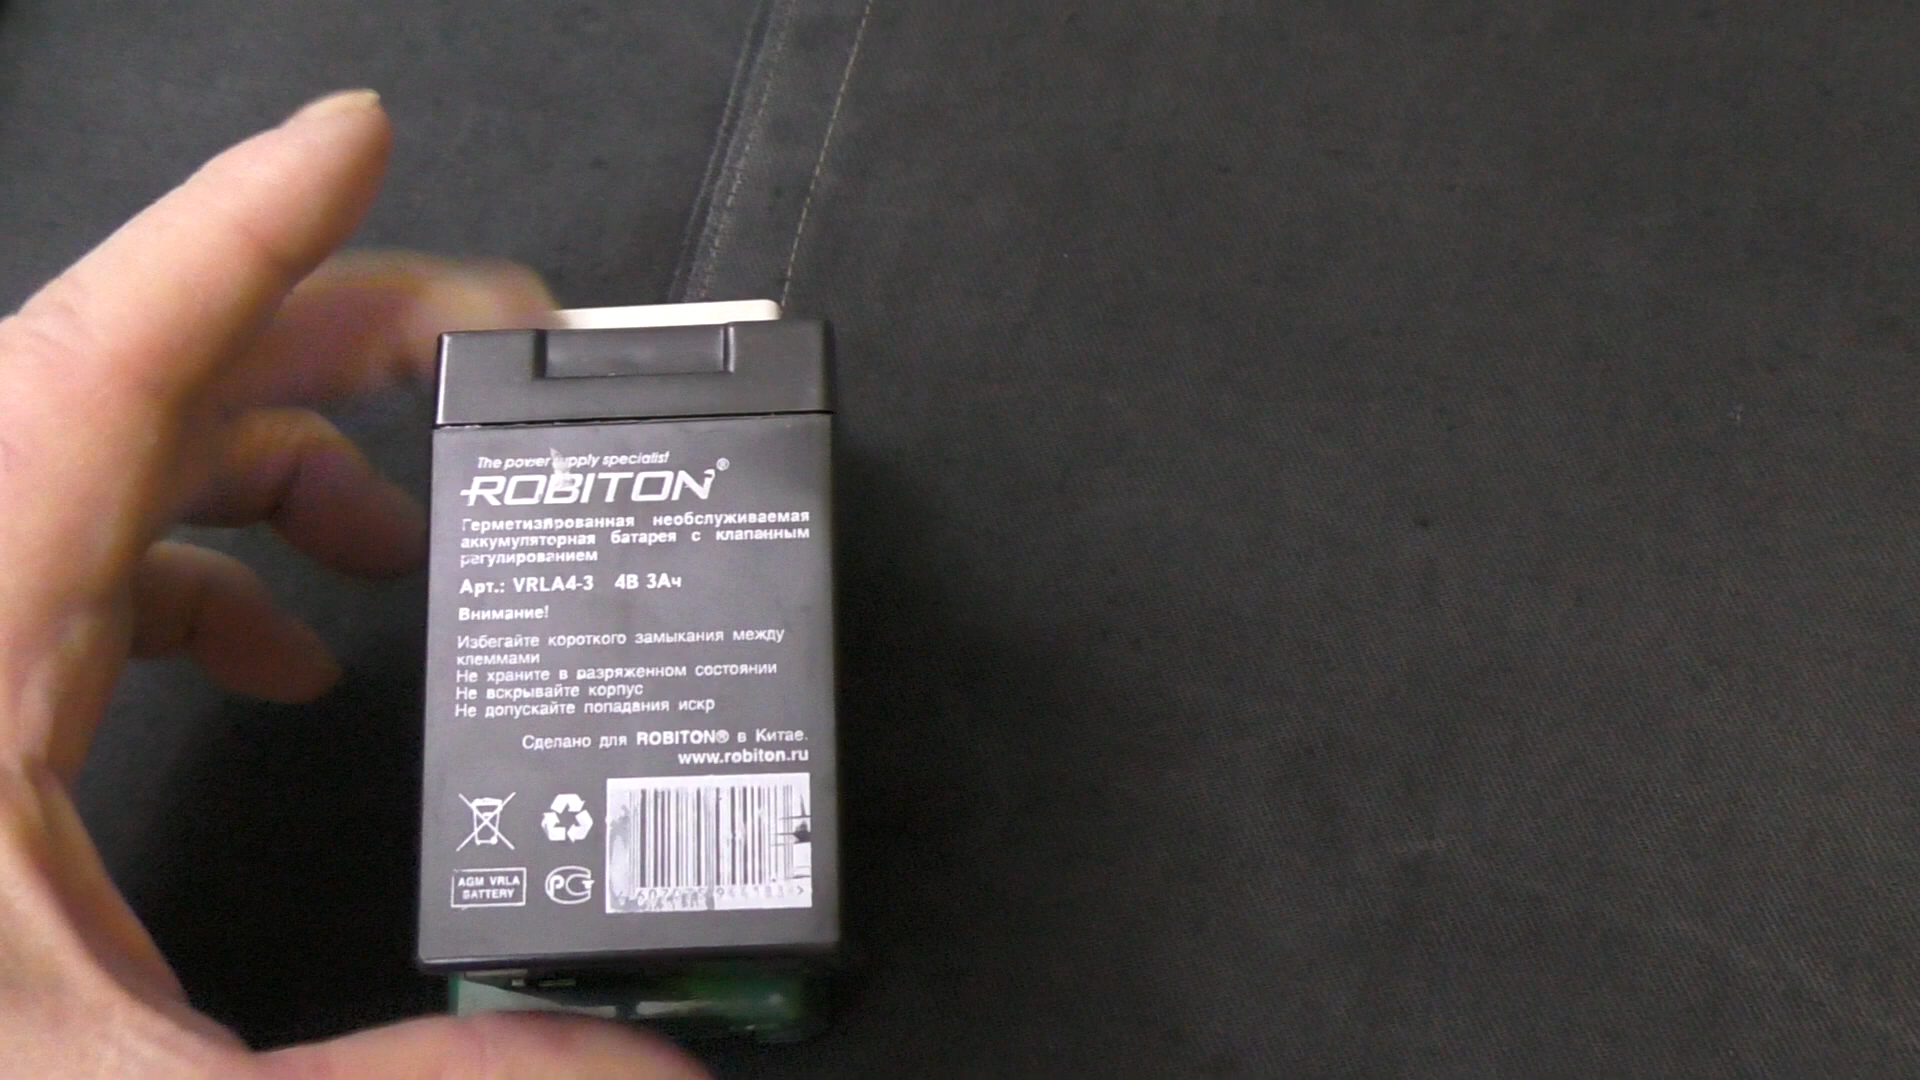 The power supply specialist
ROBITON®
Герметизированная необслуживаемая
аккумуляторная батарея с клапанным
регулированием
Арт.: VRLA4-3 4В 3Ач
Внимание!
Избегайте короткого замыкания между
клеммами
Не храните в разряженном состоянии
Не вскрывайте корпус
Не допускайте попадания искр
Сделано для ROBITON® в Китае.
www.robiton.ru
AGM VRLA
BATTERY
РСТ